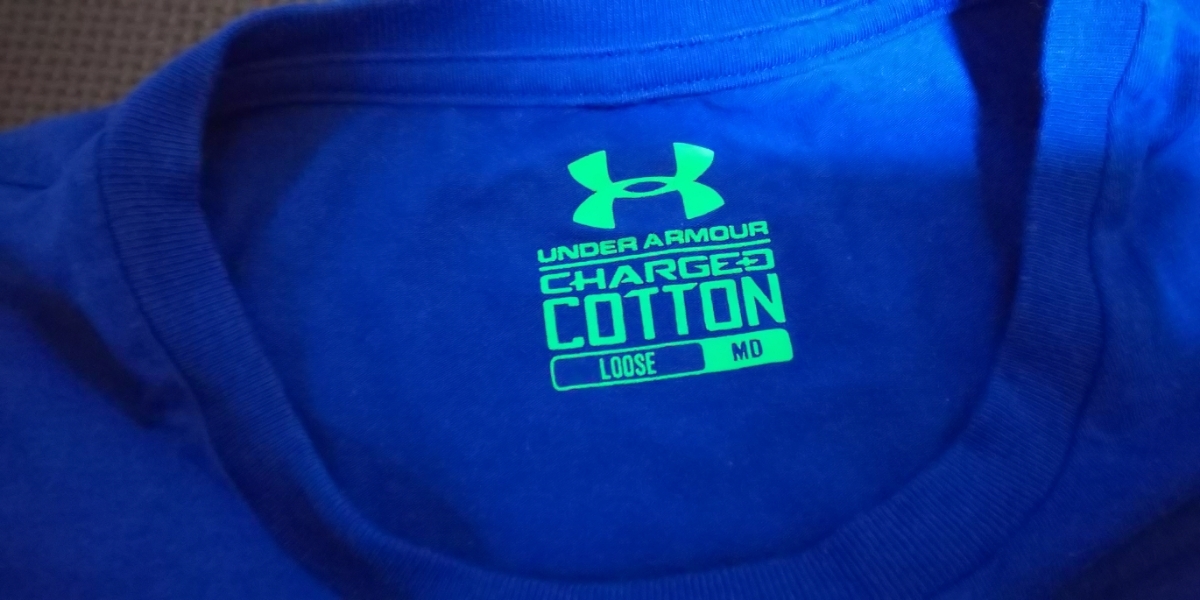 UNDER ARMOUR
CHARGED
COTTON
LOOSE MD